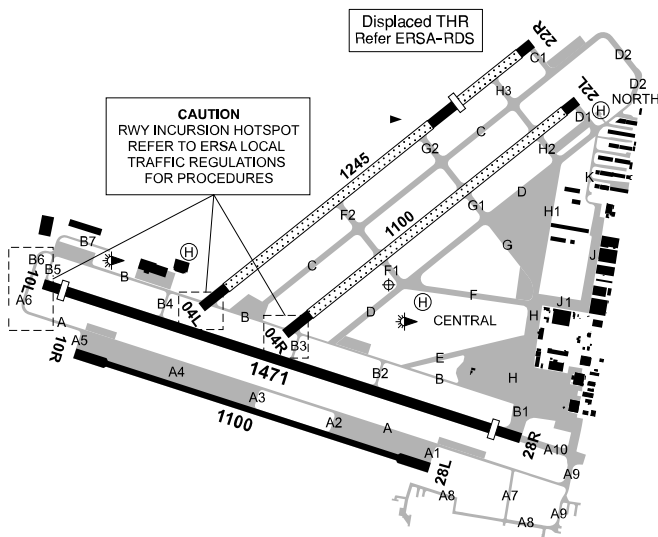 Displaced THR
Refer ERSA-RDS
22R
C1
D2
22L
D2
H3
H
NORTH
CAUTION
RWY INCURSION HOTSPOT
REFER TO ERSA LOCAL
TRAFFIC REGULATIONS
FOR PROCEDURES
D1
C
G2
H2
1245
K
D
F2
G1
H1
1100
B7
H
G
J
B6
B5
B
C
F1
10L
A6
B4
04L
B
D
H
F
J1
H
A
04R
CENTRAL
A5
B3
10R
1471
E
A4
B2
B
H
A3
1100
A2
A
B1
28R
A1
A10
28L
A9
A8
A7
A8
A9